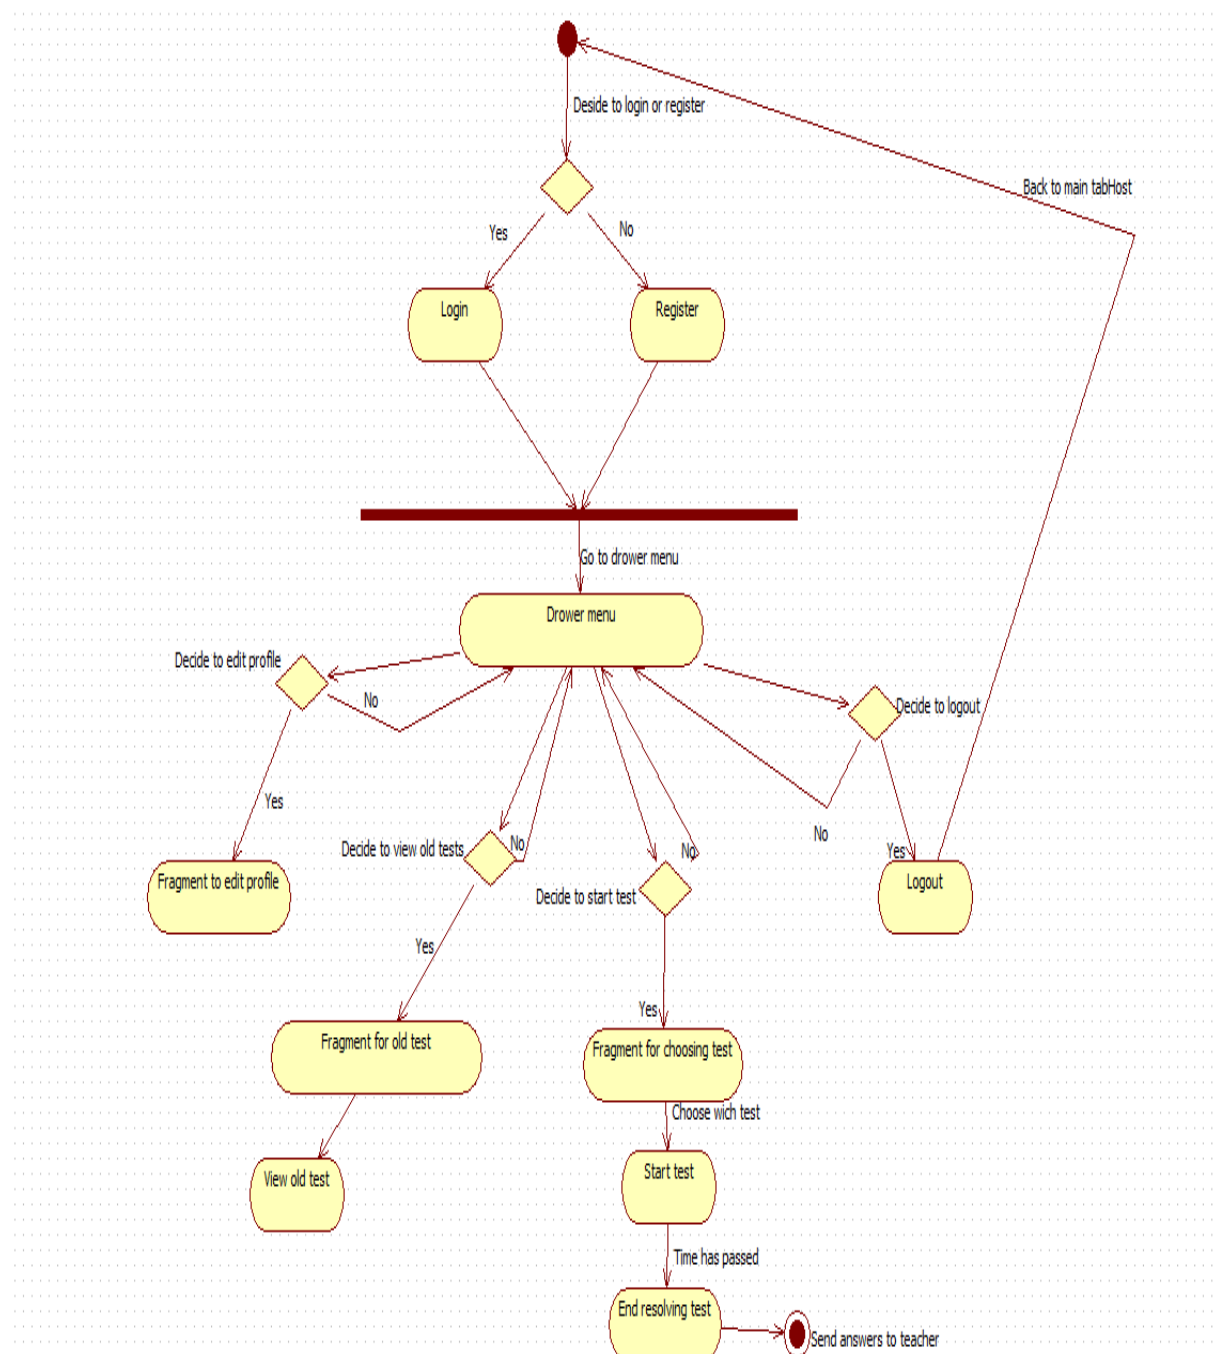 Deside to login or register
Back to main tabHost
Yes
No
Login
Register
Go to drower menu
Drower menu
Decide to edit profile
No
Decide to logout
Yes
No
Decide to view old tests
No
No
Yes
Fragment to edit profile
Decide to start test
Logout
Yes
Yes
Fragment for old test
Fragment for choosing test
Choose wich test
View old test
Start test
Time has passed
End resolving test
Send answers to teacher